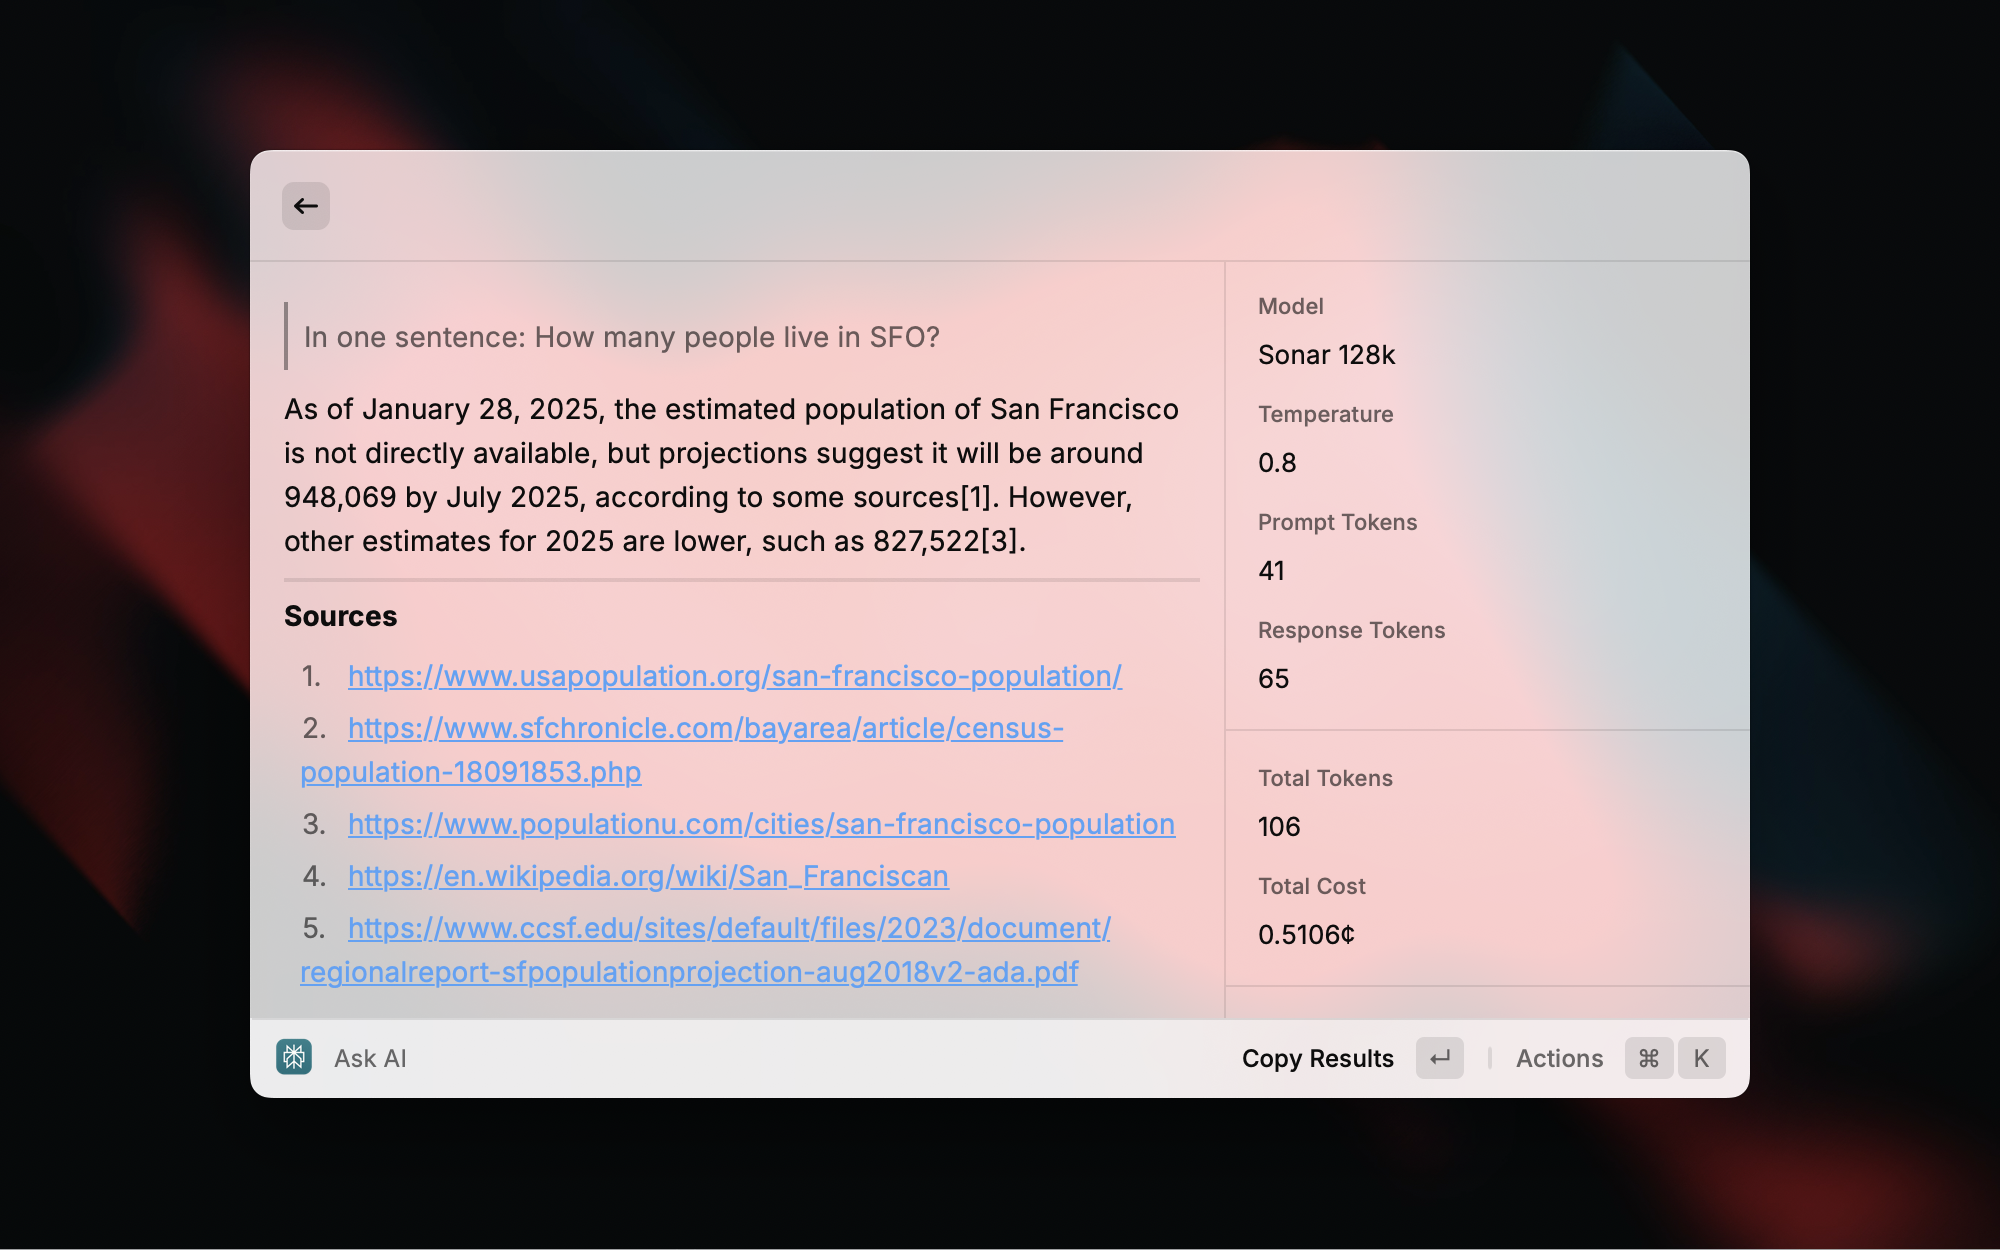 In one sentence: How many people live in SFO?
As of January 28, 2025, the estimated population of San Francisco
is not directly available, but projections suggest it will be around
948,069 by July 2025, according to some sources[1]. However,
other estimates for 2025 are lower, such as 827,522[3].
Sources
1. https://www.usapopulation.org/san-francisco-population/
2. https://www.sfchronicle.com/bayarea/article/census-
population-18091853.php
3. https://www.populationu.com/cities/san-francisco-population
4. https://en.wikipedia.org/wiki/San_Franciscan
5. https://www.ccsf.edu/sites/default/files/2023/document/
regionalreport-sfpopulationprojection-aug2018v2-ada.pdf
Model
Sonar 128k
Temperature
0.8
Prompt Tokens
41
Response Tokens
65
Total Tokens
106
Total Cost
0.5106¢
Ask AI
Copy Results ↵ Actions ⌘ K